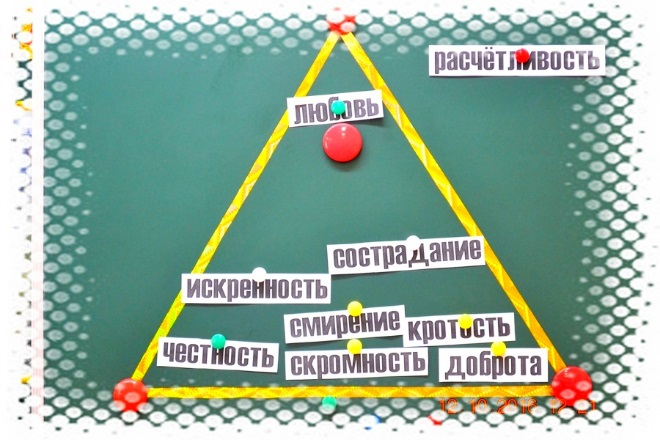 расчётливость
любовь
сострадание
искренность
смирение
кротость
честность
скромность
доброта